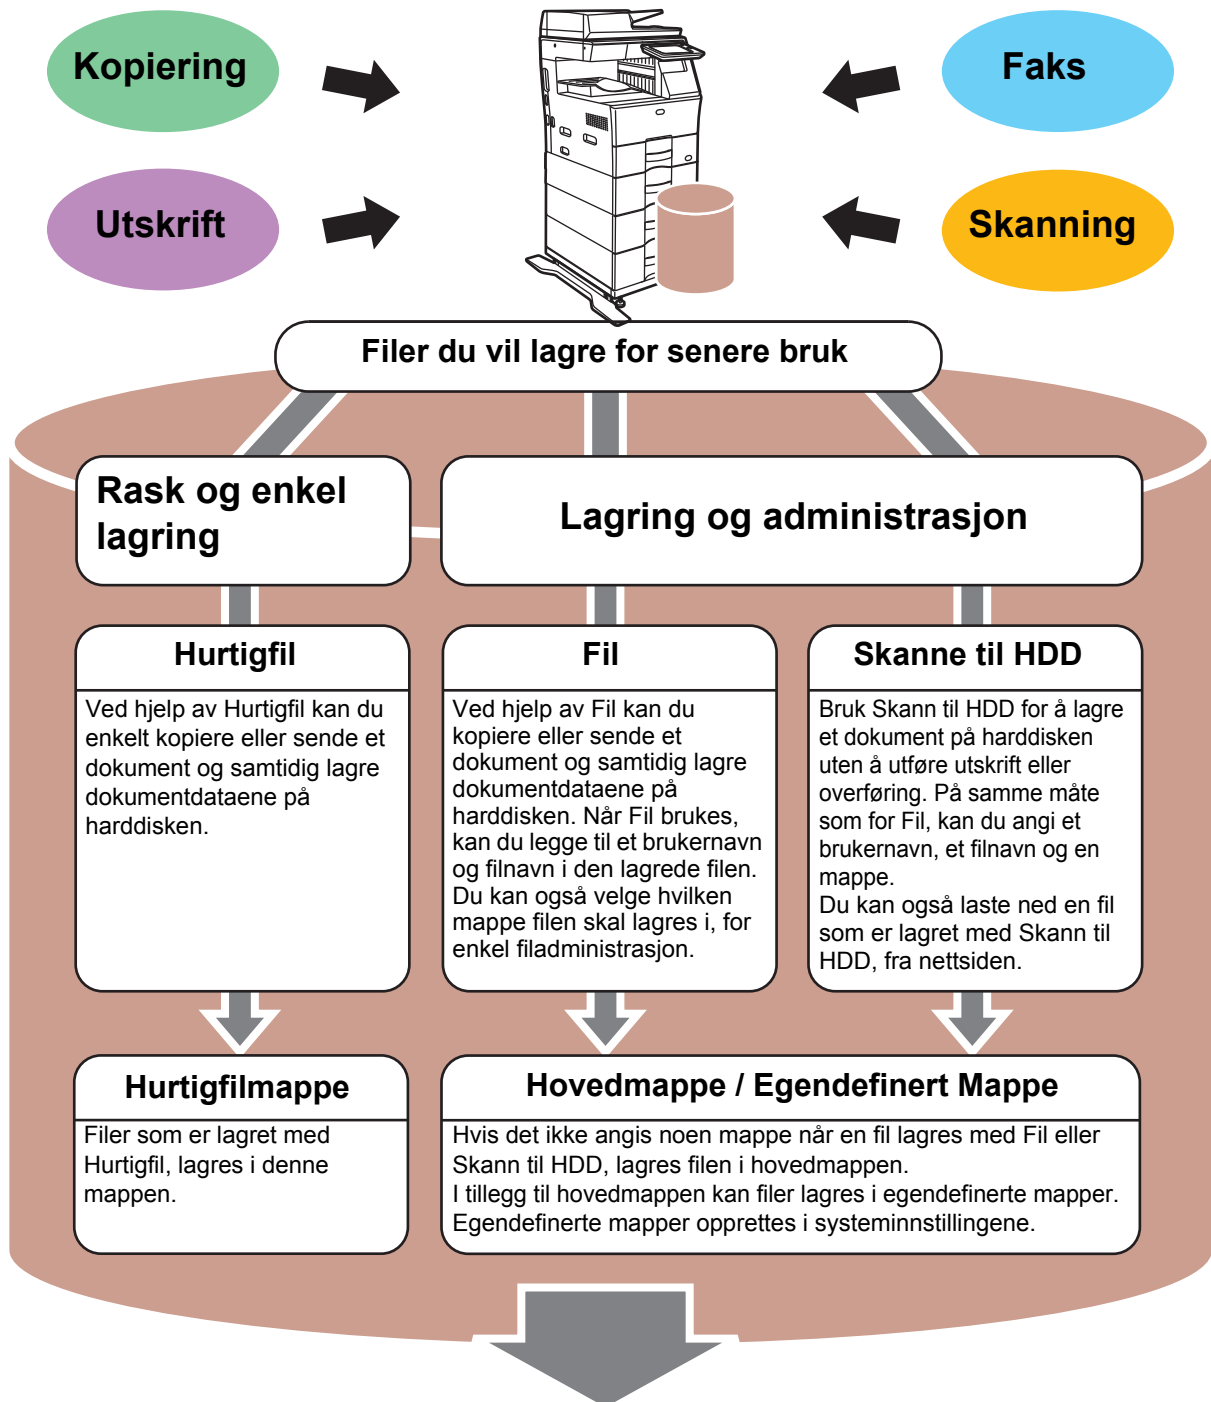 Kopiering
Faks
Utskrift
Skanning
Filer du vil lagre for senere bruk
Rask og enkel
lagring
Lagring og administrasjon
Hurtigfil
Ved hjelp av Hurtigfil kan du
enkelt kopiere eller sende et
dokument og samtidig lagre
dokumentdataene på
harddisken.
Fil
Ved hjelp av Fil kan du
kopiere eller sende et
dokument og samtidig lagre
dokumentdataene på
harddisken. Når Fil brukes,
kan du legge til et brukernavn
og filnavn i den lagrede filen.
Du kan også velge hvilken
mappe filen skal lagres i, for
enkel filadministrasjon.
Skanne til HDD
Bruk Skann til HDD for å lagre
et dokument på harddisken
uten å utføre utskrift eller
overføring. På samme måte
som for Fil, kan du angi et
brukernavn, et filnavn og en
mappe.
Du kan også laste ned en fil
som er lagret med Skann til
HDD, fra nettsiden.
Hurtigfilmappe
Filer som er lagret med
Hurtigfil, lagres i denne
mappen.
Hovedmappe / Egendefinert Mappe
Hvis det ikke angis noen mappe når en fil lagres med Fil eller
Skann til HDD, lagres filen i hovedmappen.
I tillegg til hovedmappen kan filer lagres i egendefinerte mapper.
Egendefinerte mapper opprettes i systeminnstillingene.